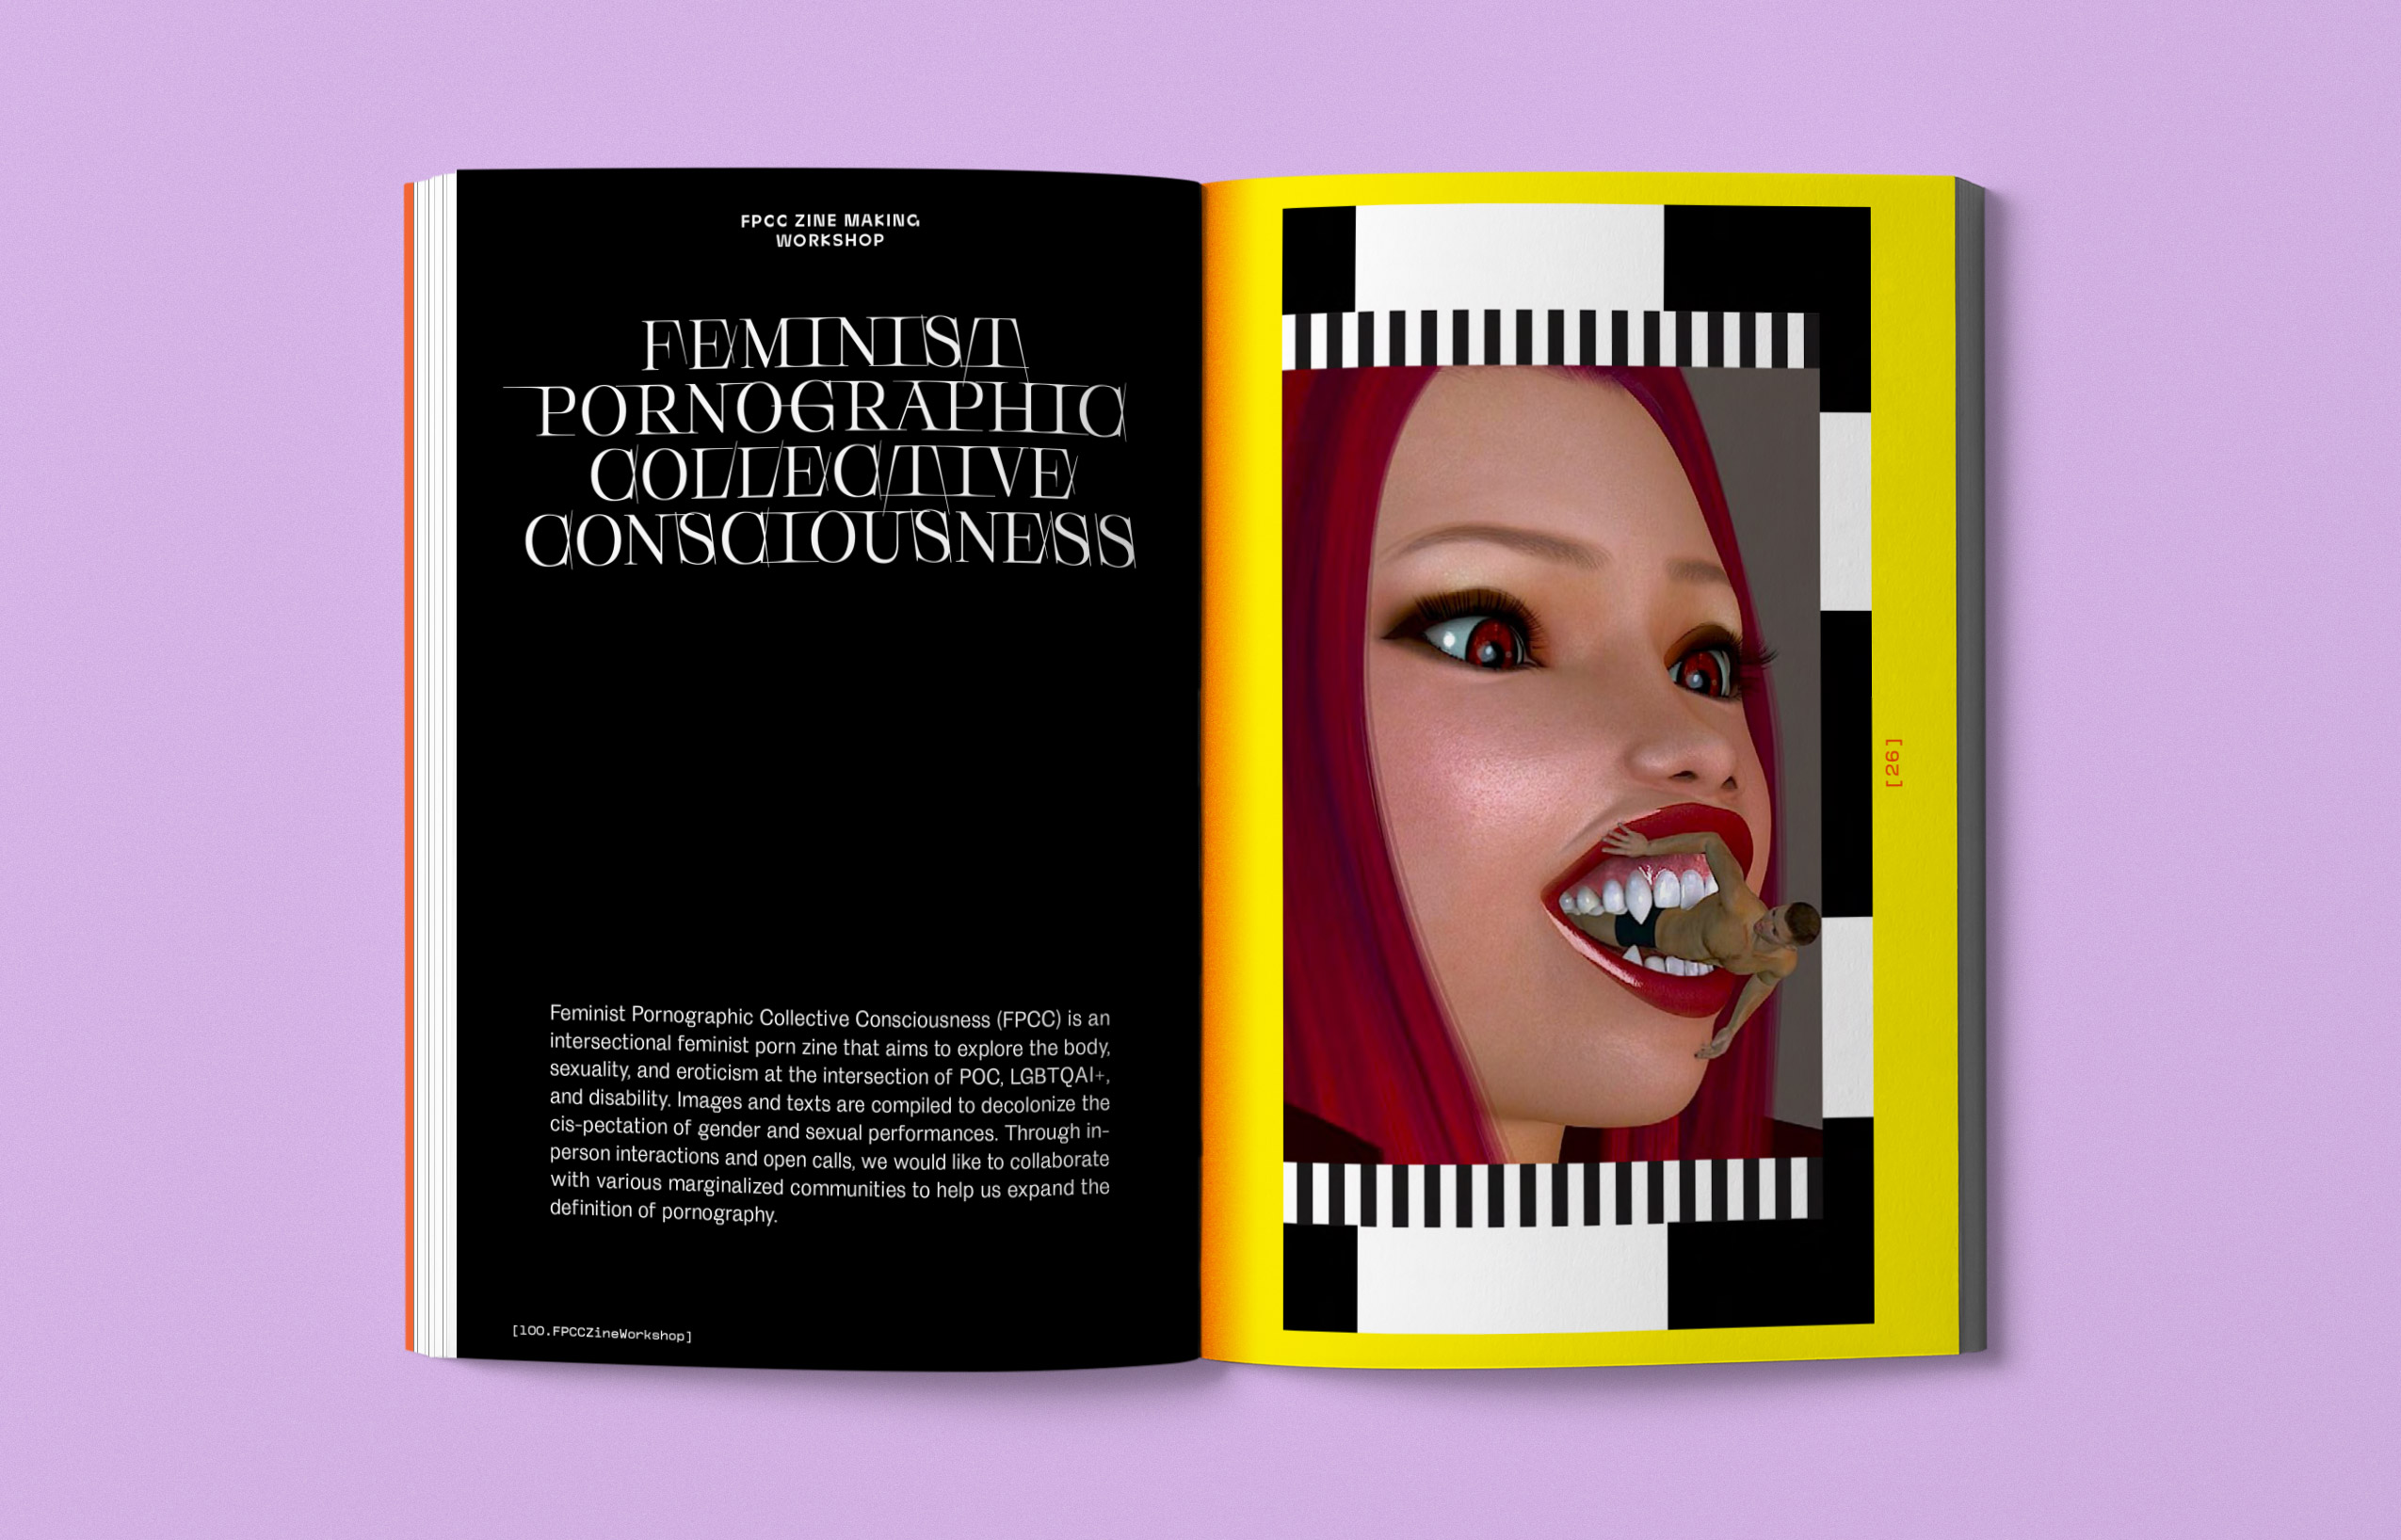 FPCC ZINE MAKING
WORKSHOP
FEMINIST
PORNOGRAPHIC
COLLECTIVE
CONSCIOUSNESS
Feminist Pornographic Collective Consciousness (FPCC) is an
intersectional feminist porn zine that aims to explore the body,
sexuality, and eroticism at the intersection of POC, LGBTQAI+,
and disability. Images and texts are compiled to decolonize the
cis-pectation of gender and sexual performances. Through in-
person interactions and open calls, we would like to collaborate
with various marginalized communities to help us expand the
definition of pornography.
[100.FPCCZineWorkshop]
[26]